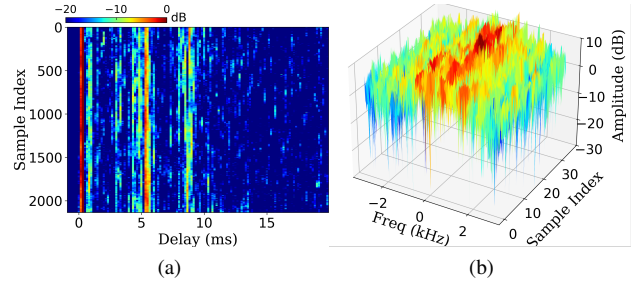 −20 −10 0 dB
0
500
1000
1500
2000
Sample Index
0 5 10 15
Delay (ms)
(a)
10
0
−10
−20
−30
Amplitude (dB)
−2 0 2
Freq (kHz)
0 10 20 30
Sample Index
(b)